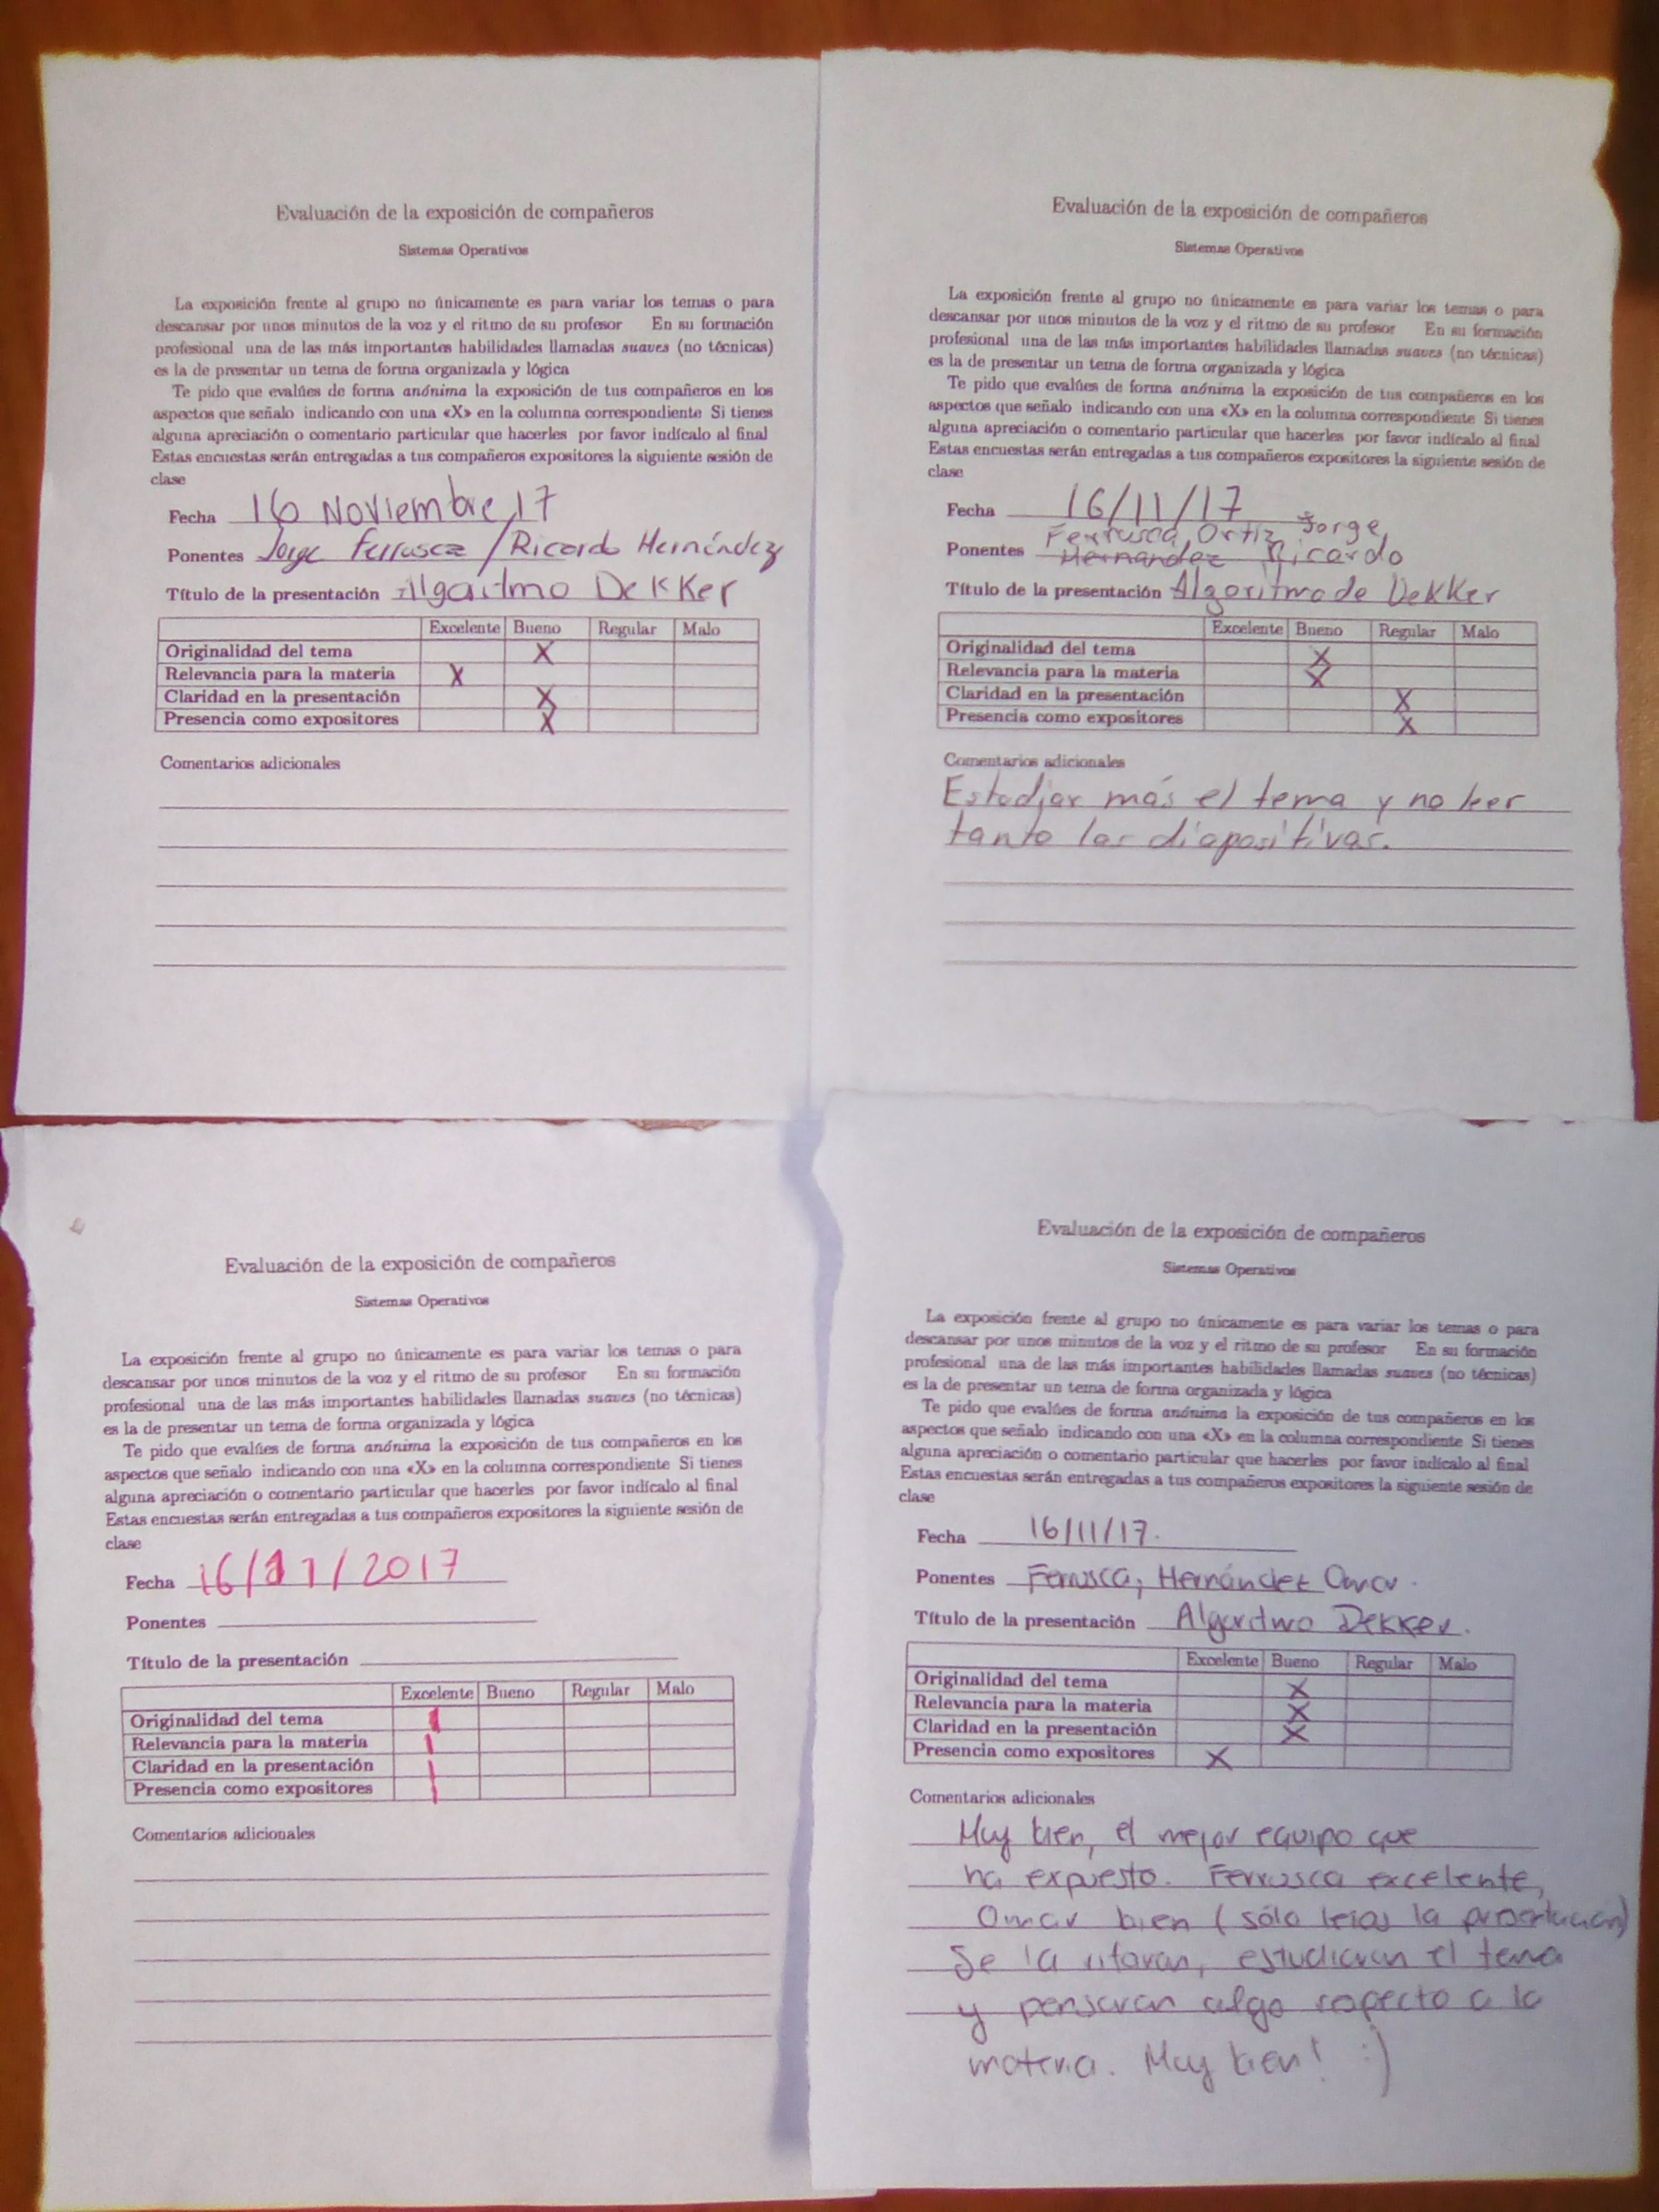 Evaluación de la exposición de compañeros
Sistemas Operativos
La exposición frente al grupo no únicamente es para variar los temas o para
descansar por unos minutos de la voz y el ritmo de su profesor En su formación
profesional una de las más importantes habilidades llamadas suaves (no técnicas)
es la de presentar un tema de forma organizada y lógica
Te pido que evalúes de forma anónima la exposición de tus compañeros en los
aspectos que señalo indicando con una «X» en la columna correspondiente Si tienes
alguna apreciación o comentario particular que hacerles por favor indícalo al final
Estas encuestas serán entregadas a tus compañeros expositores la siguiente sesión de
clase
Fecha 16 Noviembre, 17
Ponentes Jorge Ferrusca / Ricardo Hernández
Título de la presentación Algoritmo Dekker
Excelente Bueno Regular Malo
Originalidad del tema X
Relevancia para la materia X
Claridad en la presentación X
Presencia como expositores X
Comentarios adicionales
Evaluación de la exposición de compañeros
Sistemas Operativos
La exposición frente al grupo no únicamente es para variar los temas o para
descansar por unos minutos de la voz y el ritmo de su profesor En su formación
profesional una de las más importantes habilidades llamadas suaves (no técnicas)
es la de presentar un tema de forma organizada y lógica
Te pido que evalúes de forma anónima la exposición de tus compañeros en los
aspectos que señalo indicando con una «X» en la columna correspondiente Si tienes
alguna apreciación o comentario particular que hacerles por favor indícalo al final
Estas encuestas serán entregadas a tus compañeros expositores la siguiente sesión de
clase
Fecha 16/11/17
Ferrusca Ortiz Jorge
Ponentes Hernandez Ricardo
Título de la presentación Algoritmo de Dekker
Excelente Bueno Regular Malo
Originalidad del tema X
Relevancia para la materia X
Claridad en la presentación X
Presencia como expositores X
Comentarios adicionales
Estudiar más el tema y no leer
tanto las diapositivas.
Evaluación de la exposición de compañeros
Sistemas Operativos
La exposición frente al grupo no únicamente es para variar los temas o para
descansar por unos minutos de la voz y el ritmo de su profesor En su formación
profesional una de las más importantes habilidades llamadas suaves (no técnicas)
es la de presentar un tema de forma organizada y lógica
Te pido que evalúes de forma anónima la exposición de tus compañeros en los
aspectos que señalo indicando con una «X» en la columna correspondiente Si tienes
alguna apreciación o comentario particular que hacerles por favor indícalo al final
Estas encuestas serán entregadas a tus compañeros expositores la siguiente sesión de
clase
Fecha 16/11/2017
Ponentes
Título de la presentación
Excelente Bueno Regular Malo
Originalidad del tema
Relevancia para la materia
Claridad en la presentación
Presencia como expositores
Comentarios adicionales
Evaluación de la exposición de compañeros
Sistemas Operativos
La exposición frente al grupo no únicamente es para variar los temas o para
descansar por unos minutos de la voz y el ritmo de su profesor En su formación
profesional una de las más importantes habilidades llamadas suaves (no técnicas)
es la de presentar un tema de forma organizada y lógica
Te pido que evalúes de forma anónima la exposición de tus compañeros en los
aspectos que señalo indicando con una «X» en la columna correspondiente Si tienes
alguna apreciación o comentario particular que hacerles por favor indícalo al final
Estas encuestas serán entregadas a tus compañeros expositores la siguiente sesión de
clase
Fecha 16/11/17.
Ponentes Ferrusca, Hernández Omar.
Título de la presentación Algoritmo Dekker.
Excelente Bueno Regular Malo
Originalidad del tema X
Relevancia para la materia X
Claridad en la presentación X
Presencia como expositores X
Comentarios adicionales
Muy bien, el mejor equipo que
ha expuesto. Ferrusca excelente,
Omar bien (sólo leías la presentación)
Se la rifaron, estudiaron el tema
y pensaron algo respecto a la
materia. Muy bien! :)